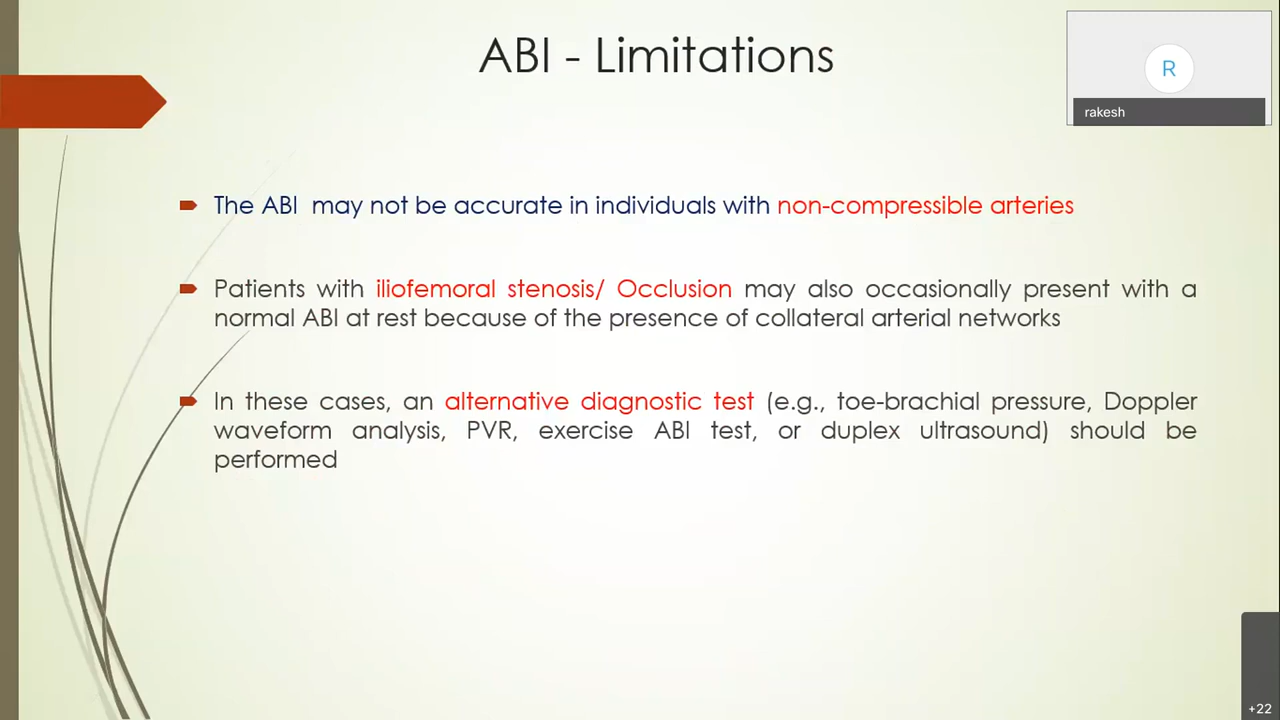 ABI - Limitations
R
rakesh
The ABI  may not be accurate in individuals with non-compressible arteries
Patients with iliofemoral stenosis/ Occlusion may also occasionally present with a
normal ABI at rest because of the presence of collateral arterial networks
In these cases, an alternative diagnostic test (e.g., toe-brachial pressure, Doppler
waveform analysis, PVR, exercise ABI test, or duplex ultrasound) should be
performed
+22